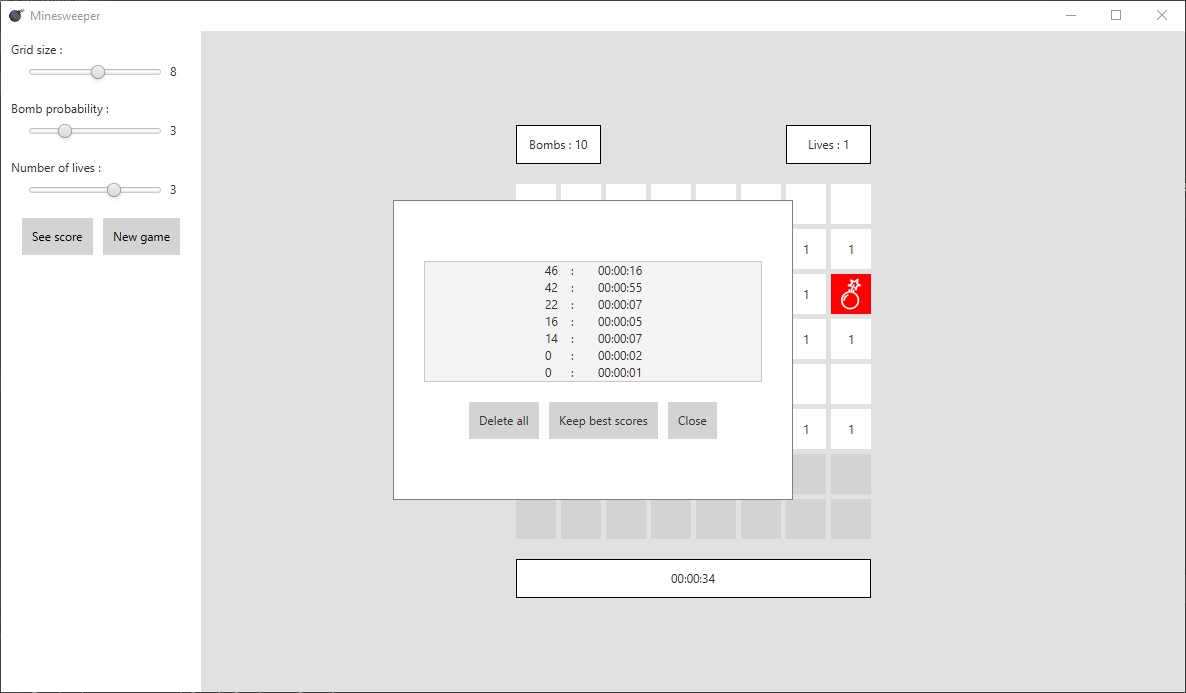 Minesweeper
Grid size :
8
Bomb probability :
3
Number of lives :
3
See score
New game
Bombs : 10
Lives : 1
1 1
1
1 1
1 1
46 : 00:00:16
42 : 00:00:55
22 : 00:00:07
16 : 00:00:05
14 : 00:00:07
0 : 00:00:02
0 : 00:00:01
Delete all
Keep best scores
Close
00:00:34